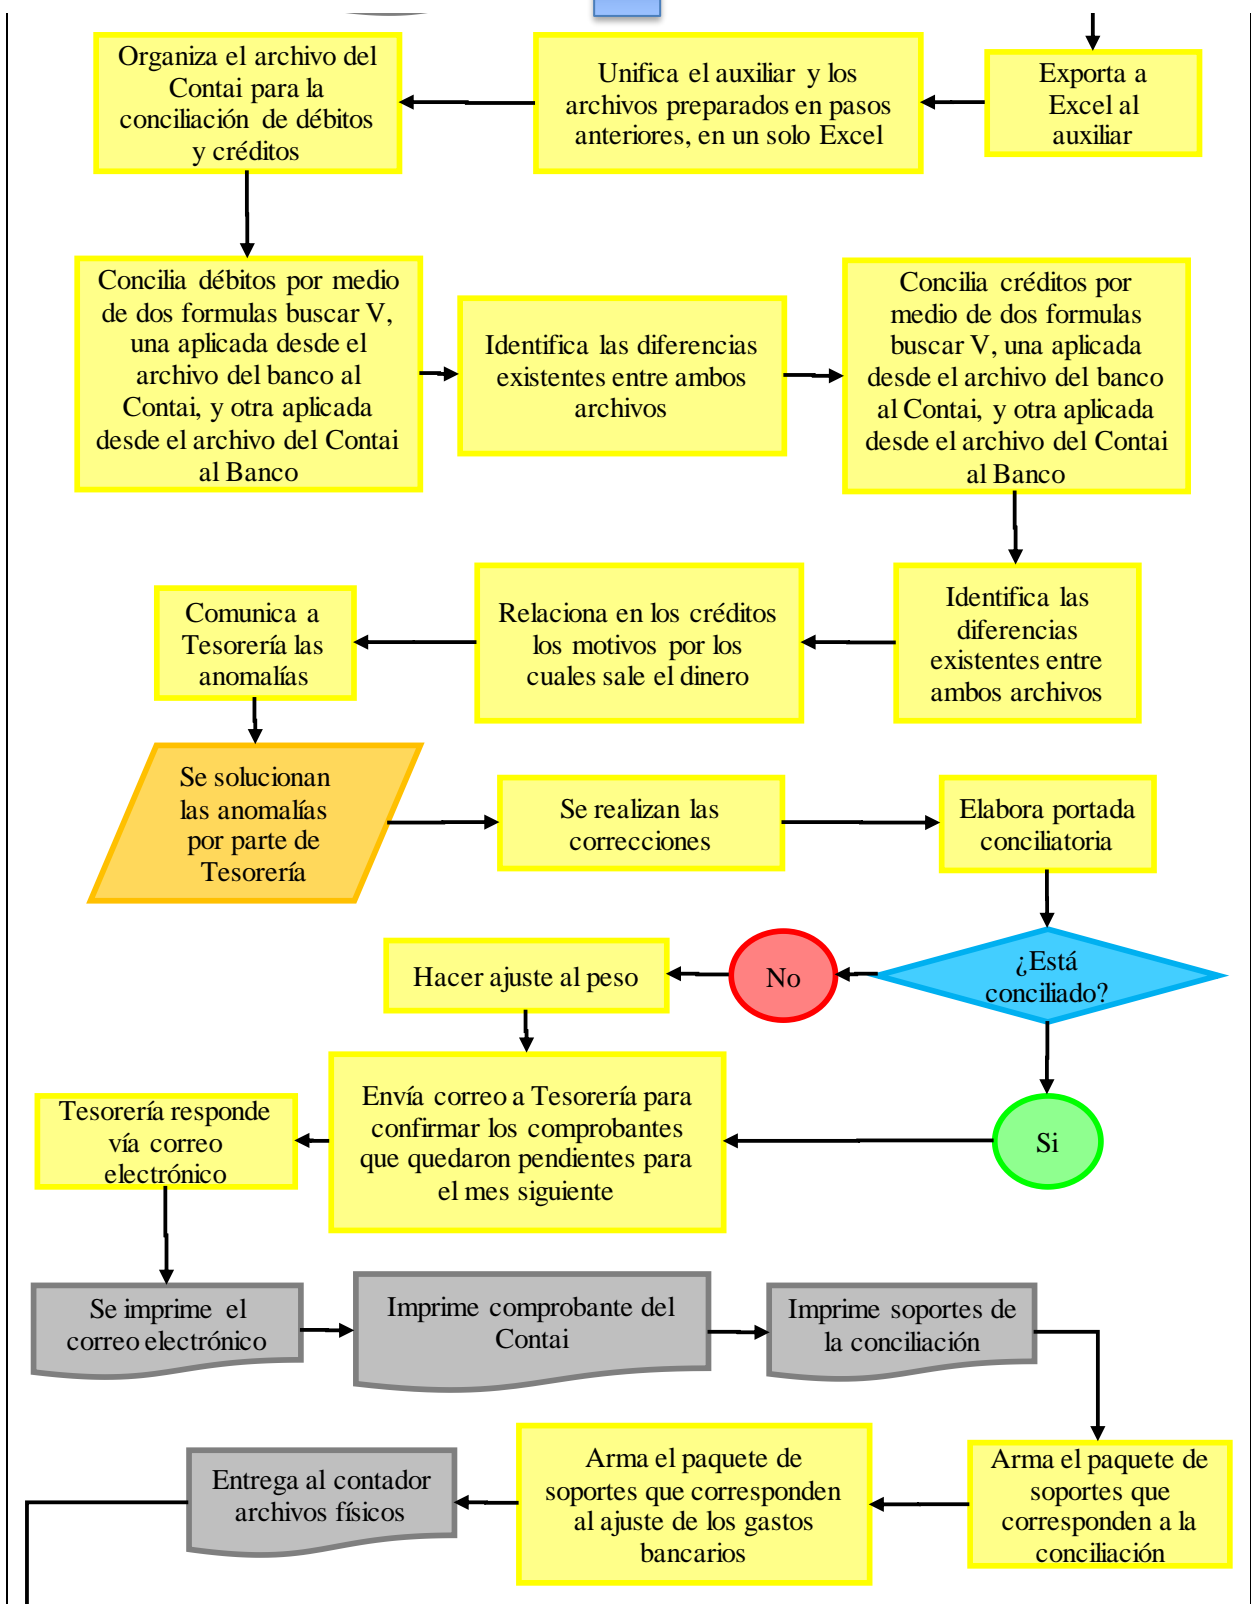 Exporta a
Excel al
auxiliar
Unifica el auxiliar y los
archivos preparados en pasos
anteriores, en un solo Excel
Organiza el archivo del
Contai para la
conciliación de débitos
y créditos
Concilia débitos por medio
de dos formulas buscar V,
una aplicada desde el
archivo del banco al
Contai, y otra aplicada
desde el archivo del Contai
al Banco
Identifica las diferencias
existentes entre ambos
archivos
Concilia créditos por
medio de dos formulas
buscar V, una aplicada
desde el archivo del banco
al Contai, y otra aplicada
desde el archivo del Contai
al Banco
Identifica las
diferencias
existentes entre
ambos archivos
Relaciona en los créditos
los motivos por los
cuales sale el dinero
Comunica a
Tesorería las
anomalías
Se solucionan
las anomalías
por parte de
Tesorería
Se realizan las
correcciones
Elabora portada
conciliatoria
¿Está
conciliado?
No
Hacer ajuste al peso
Si
Envía correo a Tesorería para
confirmar los comprobantes
que quedaron pendientes para
el mes siguiente
Tesorería responde
vía correo
electrónico
Se imprime el
correo electrónico
Imprime comprobante del
Contai
Imprime soportes de
la conciliación
Arma el paquete de
soportes que
corresponden a la
conciliación
Arma el paquete de
soportes que corresponden
al ajuste de los gastos
bancarios
Entrega al contador
archivos físicos